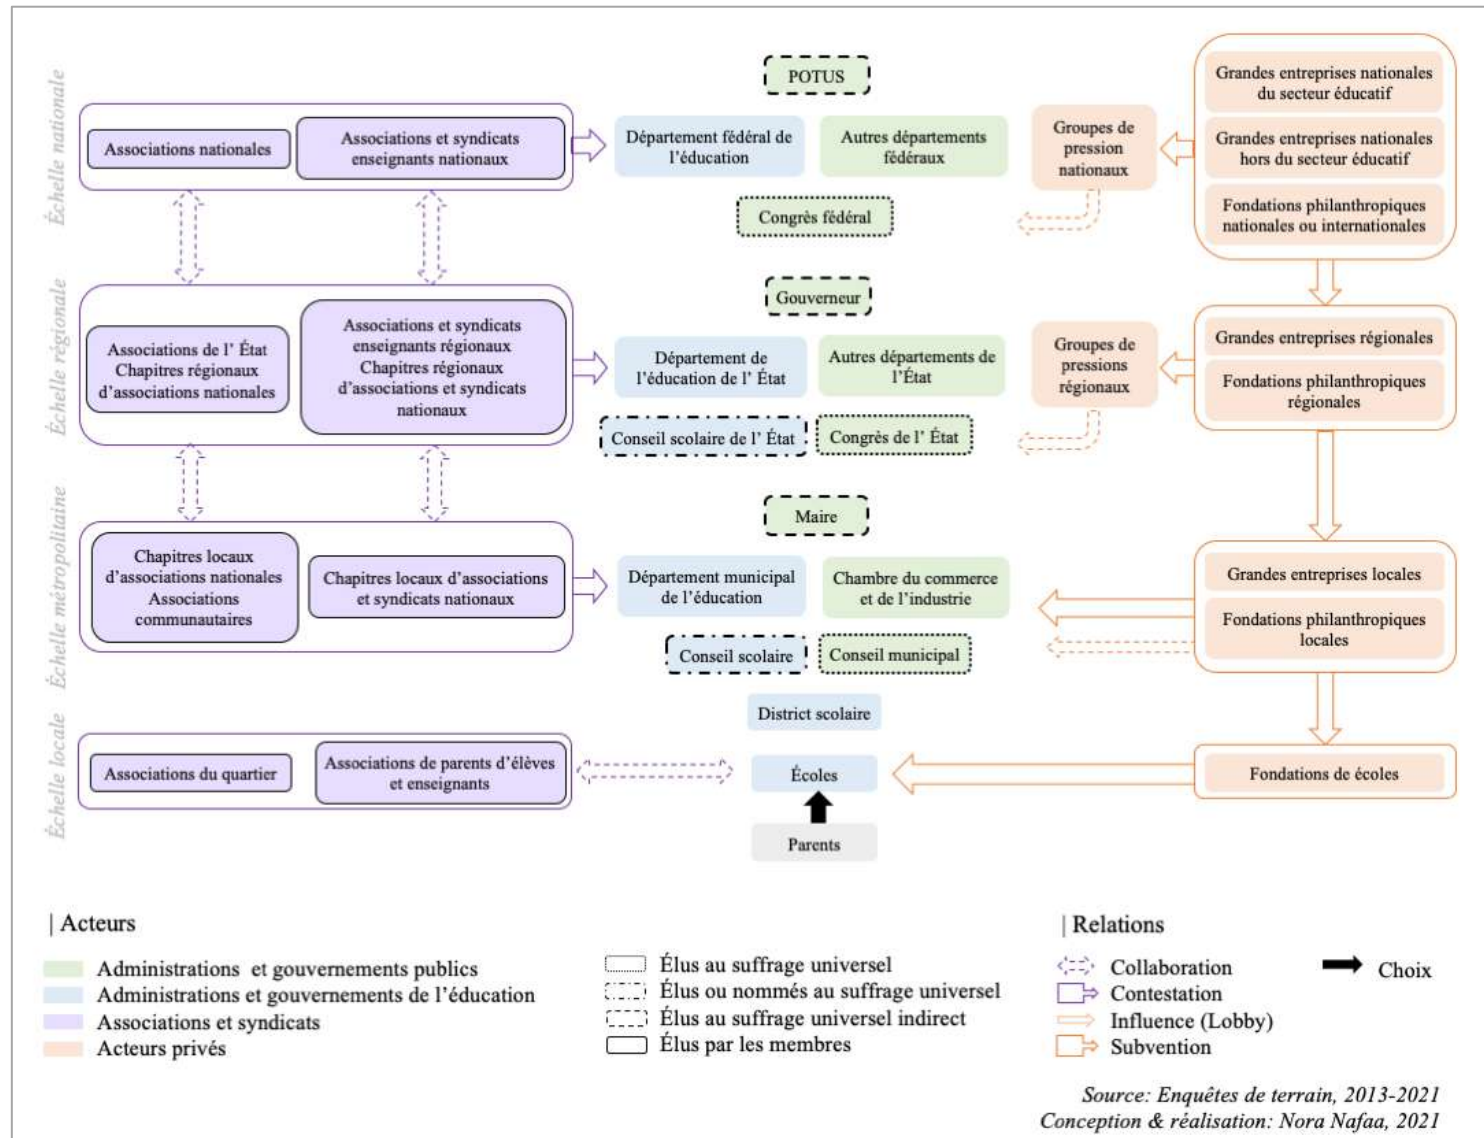 Échelle nationale
POTUS
Associations nationales
Associations et syndicats
enseignants nationaux
Département fédéral de
l'éducation
Autres départements
fédéraux
Congrès fédéral
Groupes de
pression
nationaux
Grandes entreprises nationales
du secteur éducatif
Grandes entreprises nationales
hors du secteur éducatif
Fondations philanthropiques
nationales ou internationales
Échelle régionale
Gouverneur
Associations de l' État
Chapitres régionaux
d'associations nationales
Associations et syndicats
enseignants régionaux
Chapitres régionaux
d'associations et syndicats
nationaux
Département de
l'éducation de l' État
Autres départements de
l'État
Conseil scolaire de l' État
Congrès de l' État
Groupes de
pressions
régionaux
Grandes entreprises régionales
Fondations philanthropiques
régionales
Échelle métropolitaine
Maire
Chapitres locaux
d'associations nationales
Associations
communautaires
Chapitres locaux d'associations
et syndicats nationaux
Département municipal
de l'éducation
Chambre du commerce
et de l'industrie
Conseil scolaire
Conseil municipal
Grandes entreprises locales
Fondations philanthropiques
locales
Échelle locale
District scolaire
Associations du quartier
Associations de parents d'élèves
et enseignants
Écoles
Fondations de écoles
Parents
| Acteurs
Administrations et gouvernements publics
Administrations et gouvernements de l'éducation
Associations et syndicats
Acteurs privés
Élus au suffrage universel
Élus ou nommés au suffrage universel
Élus au suffrage universel indirect
Élus par les membres
| Relations
Collaboration
Contestation
Influence (Lobby)
Subvention
Choix
Source: Enquêtes de terrain, 2013-2021
Conception & réalisation: Nora Nafaa, 2021